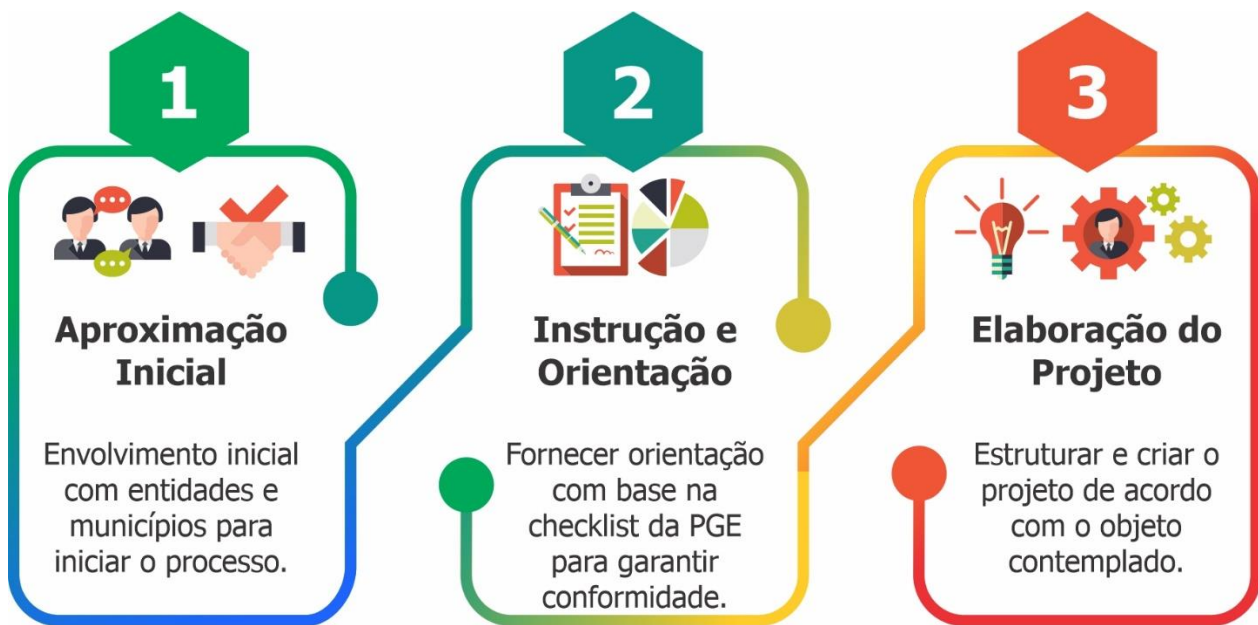 1
Aproximação
Inicial
Envolvimento inicial
com entidades e
municípios para
iniciar o processo.
2
Instrução e
Orientação
Fornecer orientação
com base na
checklist da PGE
para garantir
conformidade.
3
Elaboração do
Projeto
Estruturar e criar o
projeto de acordo
com o objeto
contemplado.